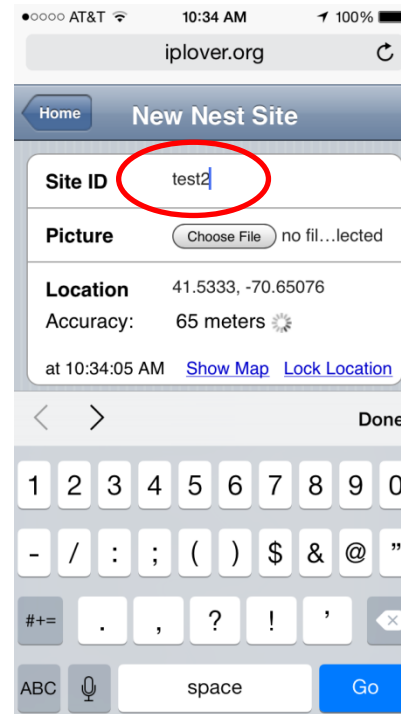 AT&T 10:34 AM 100%
iplover.org
Home New Nest Site
Site ID test2
Picture Choose File no fil...lected
Location 41.5333, -70.65076
Accuracy: 65 meters
at 10:34:05 AM Show Map Lock Location
Done
1 2 3 4 5 6 7 8 9 0
- / : ; ( ) $ & @ ”
#+= . , ? ! ’
ABC space Go